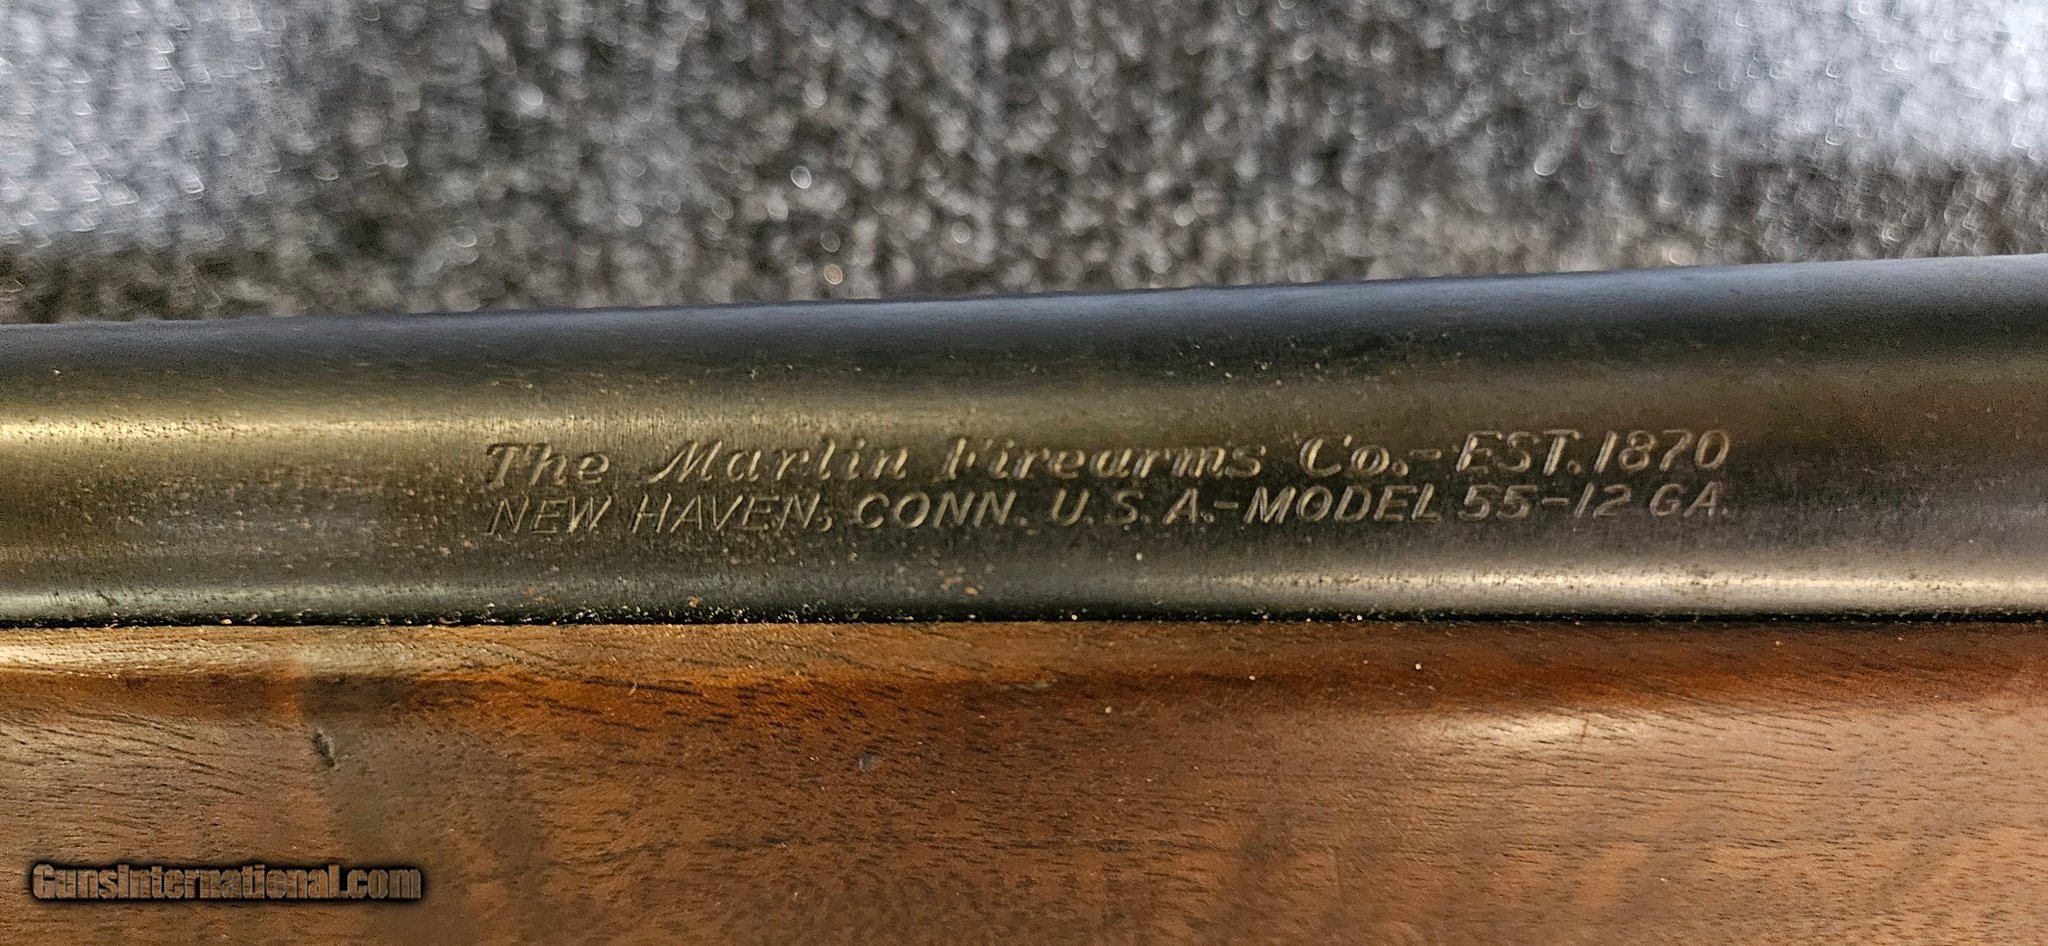 The Marlin Firearms Co.-EST.1870
NEW HAVEN, CONN. U.S.A.-MODEL 55-12 GA.
GunsInternational.com